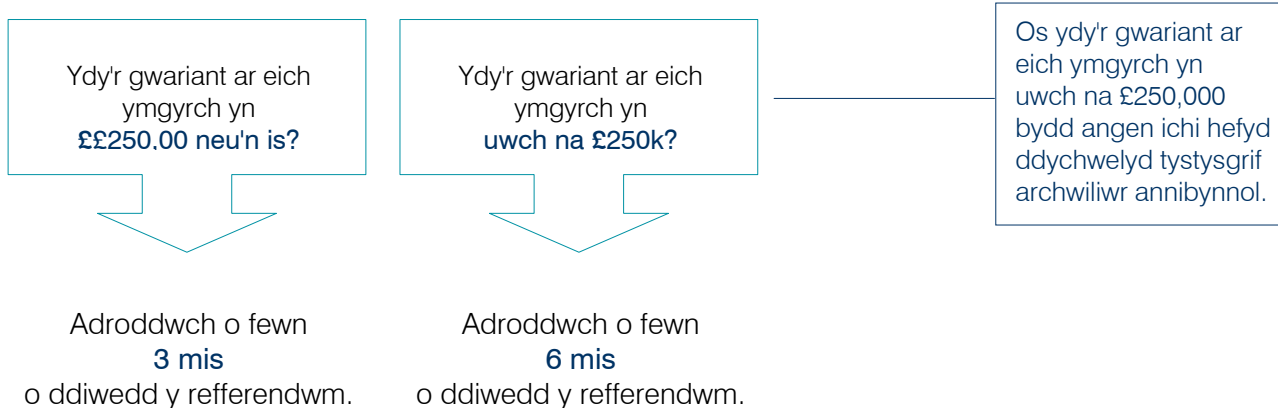 Ydy'r gwariant ar eich
ymgyrch yn
££250,00 neu'n is?
Ydy'r gwariant ar eich
ymgyrch yn
uwch na £250k?
Os ydy'r gwariant ar
eich ymgyrch yn
uwch na £250,000
bydd angen ichi hefyd
ddychwelyd tystysgrif
archwiliwr annibynnol.
Adroddwch o fewn
3 mis
o ddiwedd y refferendwm.
Adroddwch o fewn
6 mis
o ddiwedd y refferendwm.